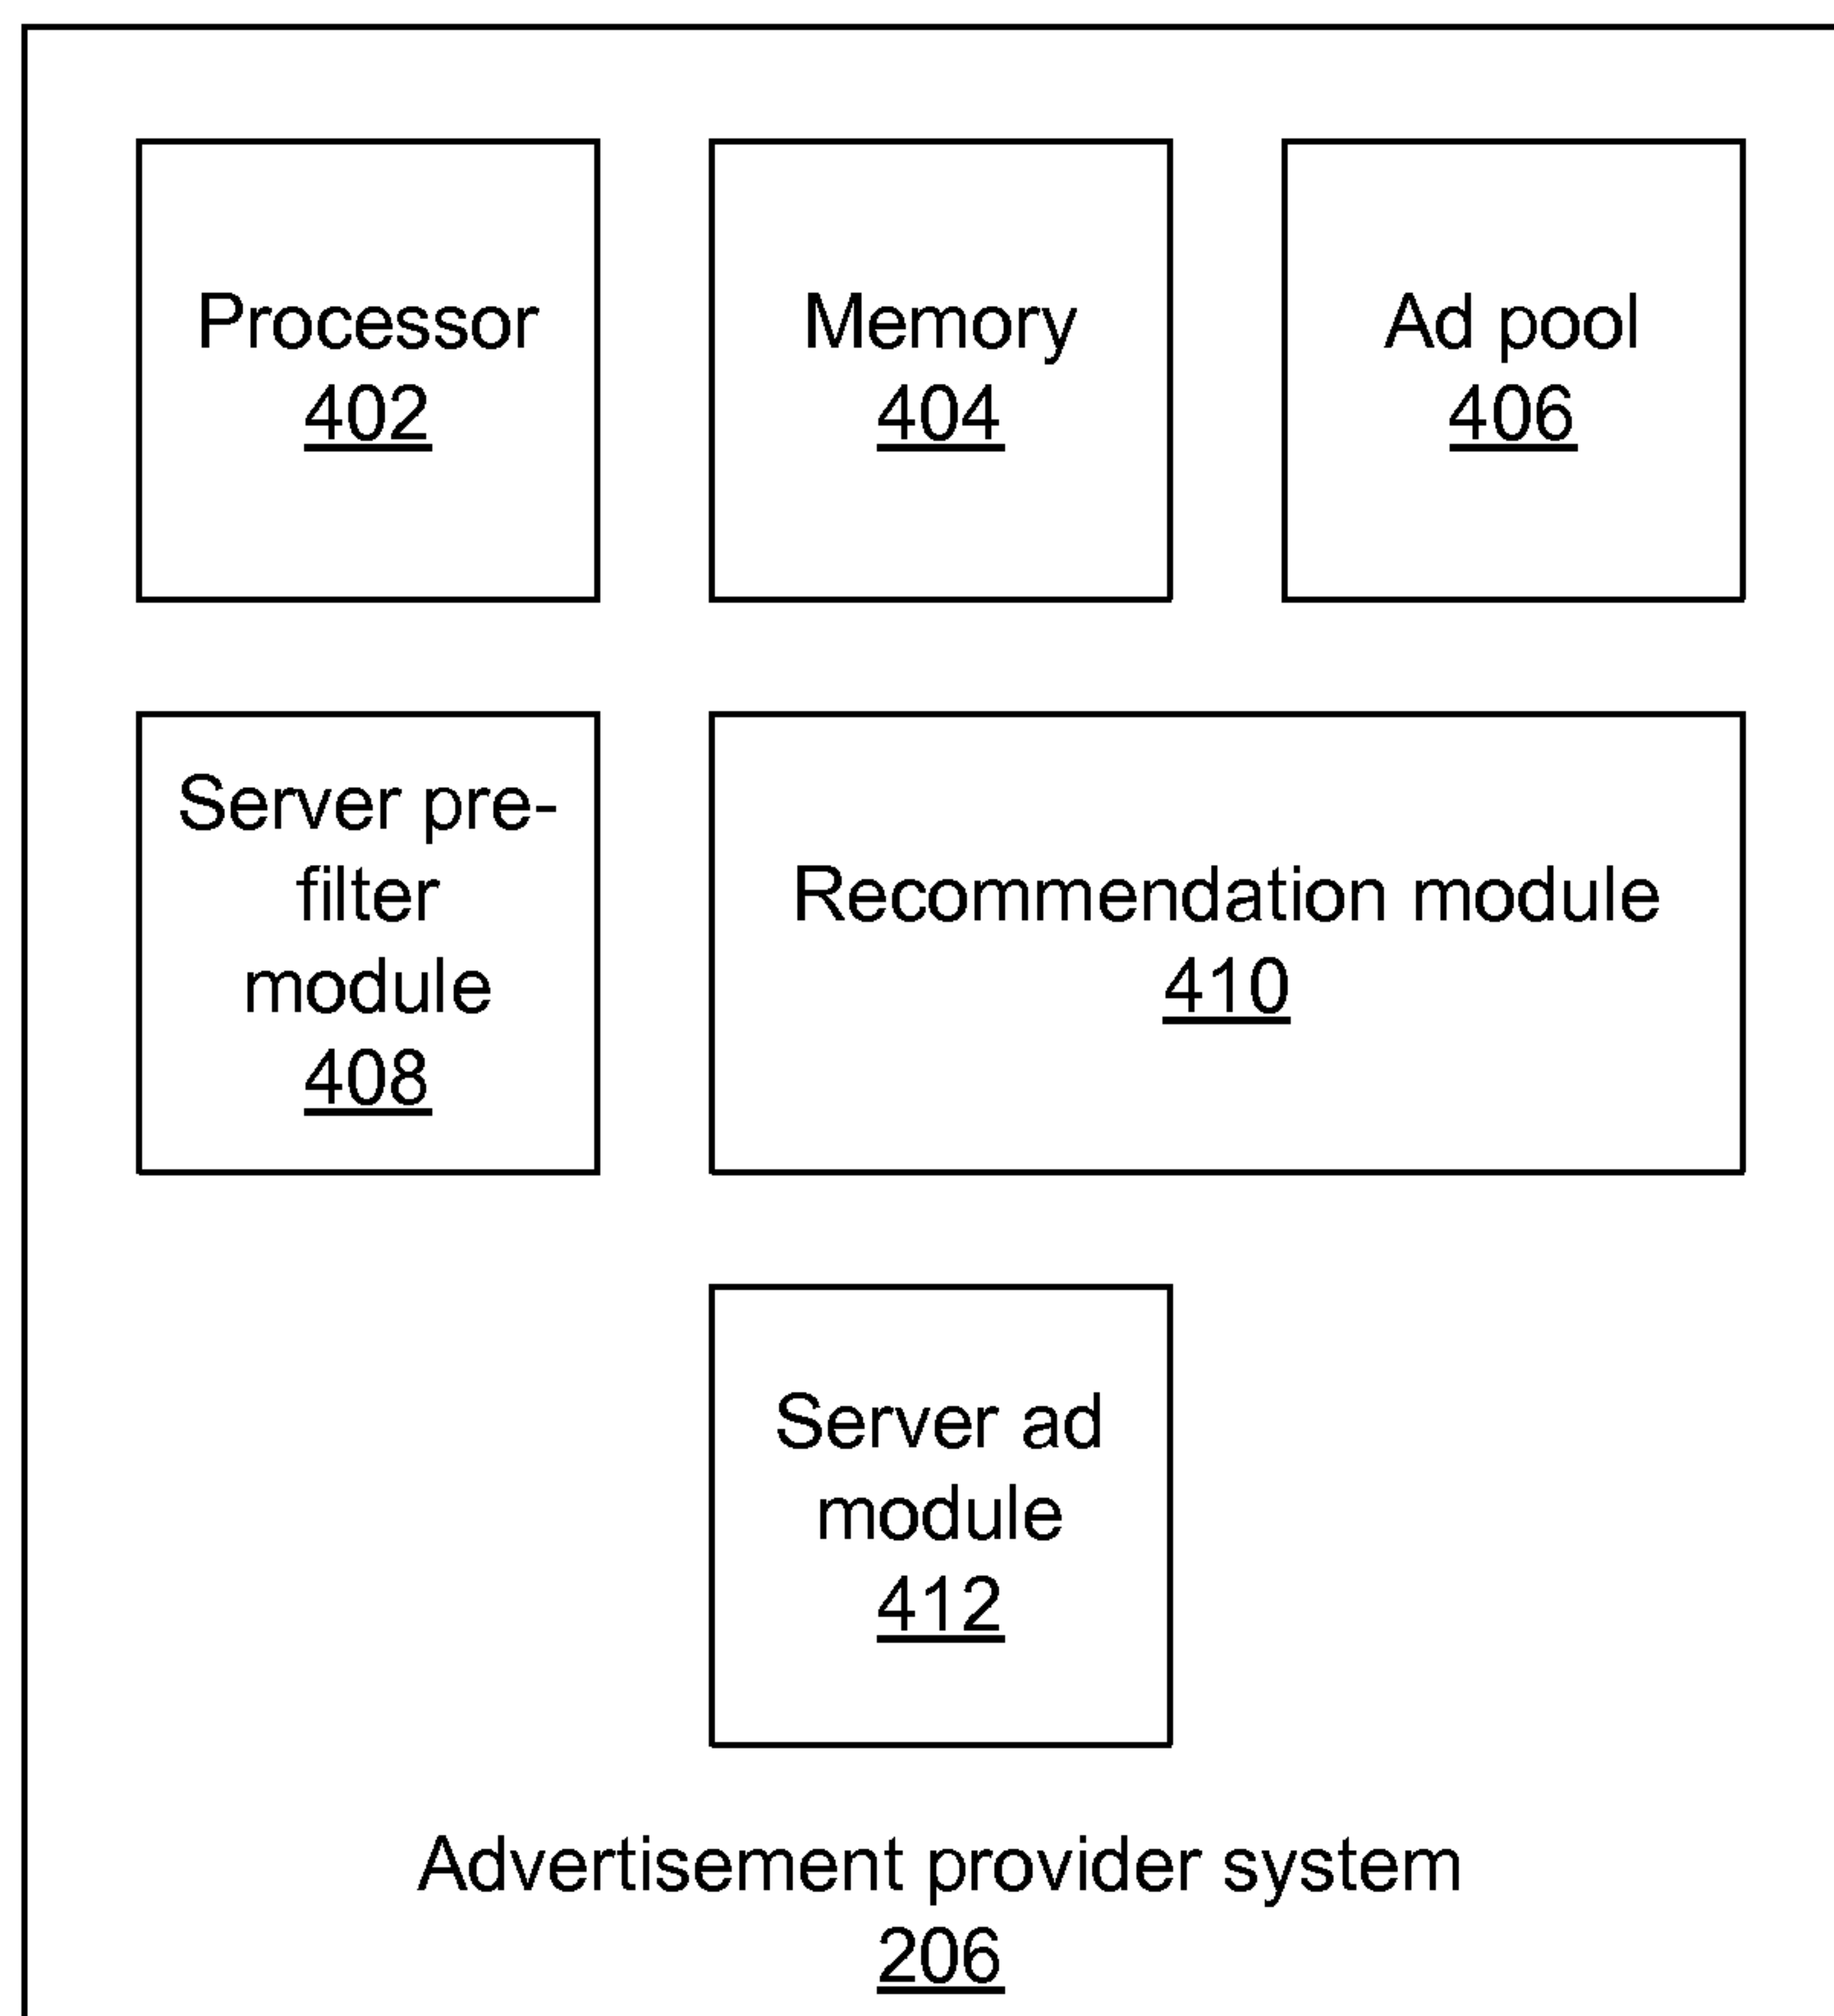 Processor
402
Memory
404
Ad pool
406
Server pre-
filter
module
408
Recommendation module
410
Server ad
module
412
Advertisement provider system
206